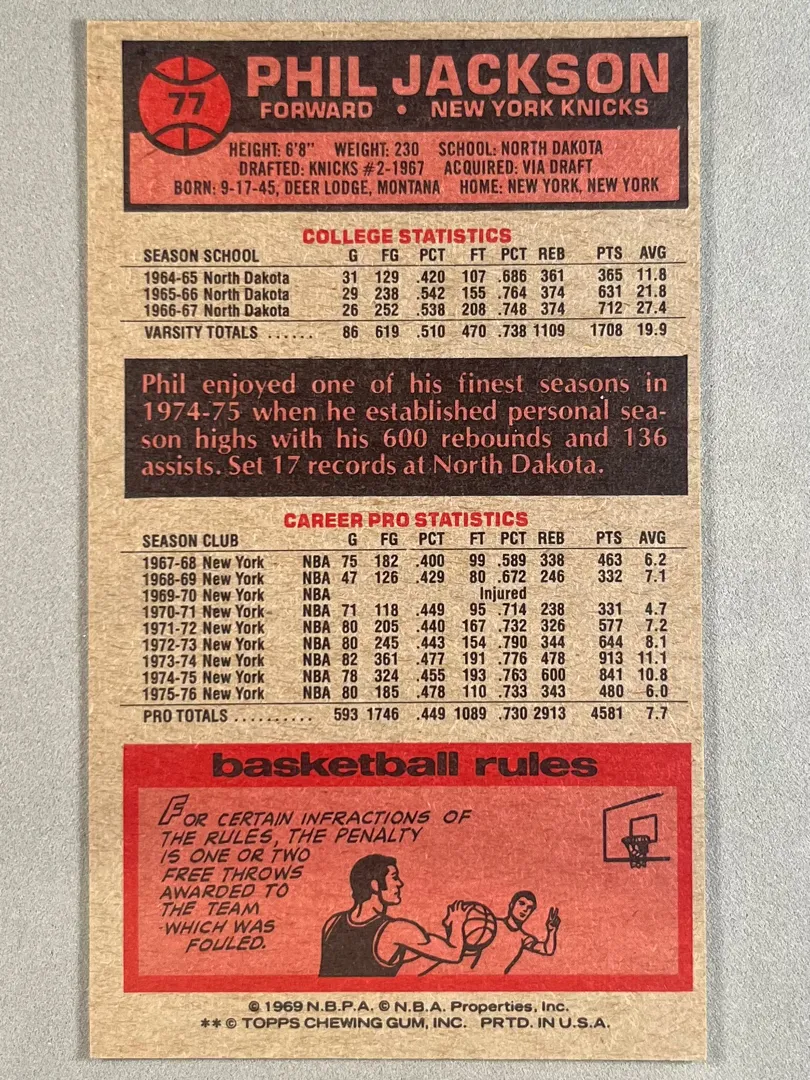 77
PHIL JACKSON
FORWARD • NEW YORK KNICKS
HEIGHT: 6'8" WEIGHT: 230 SCHOOL: NORTH DAKOTA
DRAFTED: KNICKS #2-1967 ACQUIRED: VIA DRAFT
BORN: 9-17-45, DEER LODGE, MONTANA HOME: NEW YORK, NEW YORK
COLLEGE STATISTICS
SEASON SCHOOL G FG PCT FT PCT REB PTS AVG
1964-65 North Dakota 31 129 .420 107 .686 361 365 11.8
1965-66 North Dakota 29 238 .542 155 .764 374 631 21.8
1966-67 North Dakota 26 252 .538 208 .748 374 712 27.4
VARSITY TOTALS ...... 86 619 .510 470 .738 1109 1708 19.9
Phil enjoyed one of his finest seasons in
1974-75 when he established personal sea-
son highs with his 600 rebounds and 136
assists. Set 17 records at North Dakota.
CAREER PRO STATISTICS
SEASON CLUB G FG PCT FT PCT REB PTS AVG
1967-68 New York NBA 75 182 .400 99 .589 338 463 6.2
1968-69 New York NBA 47 126 .429 80 .672 246 332 7.1
1969-70 New York NBA Injured
1970-71 New York NBA 71 118 .449 95 .714 238 331 4.7
1971-72 New York NBA 80 205 .440 167 .732 326 577 7.2
1972-73 New York NBA 80 245 .443 154 .790 344 644 8.1
1973-74 New York NBA 82 361 .477 191 .776 478 913 11.1
1974-75 New York NBA 78 324 .455 193 .763 600 841 10.8
1975-76 New York NBA 80 185 .478 110 .733 343 480 6.0
PRO TOTALS .......... 593 1746 .449 1089 .730 2913 4581 7.7
basketball rules
FOR CERTAIN INFRACTIONS OF
THE RULES, THE PENALTY
IS ONE OR TWO
FREE THROWS
AWARDED TO
THE TEAM
WHICH WAS
FOULED.
© 1969 N.B.P.A. © N.B.A. Properties, Inc.
** © TOPPS CHEWING GUM, INC. PRTD. IN U.S.A.